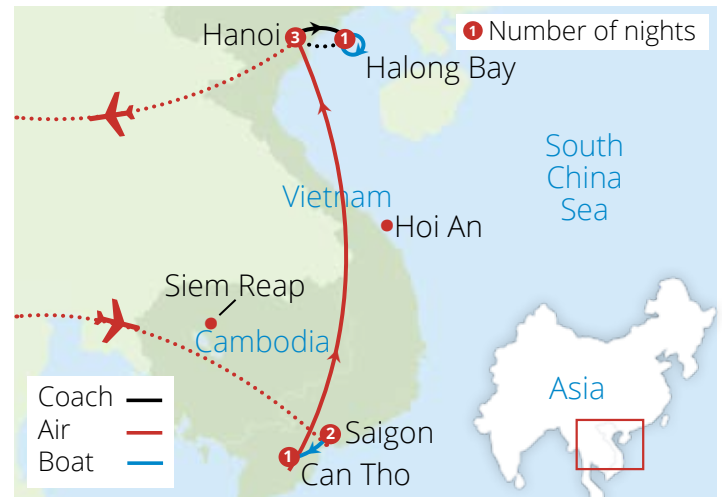 Hanoi
3
1
1 Number of nights
Halong Bay
South
China
Sea
Vietnam
Hoi An
Siem Reap
Cambodia
Coach
Air
Boat
2
Saigon
1
Can Tho
Asia